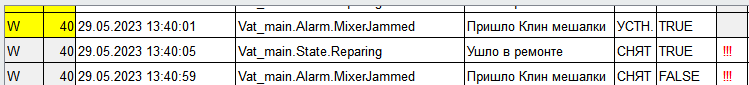 W 40 29.05.2023 13:40:01 Vat_main.Alarm.MixerJammed Пришло Клин мешалки УСТН. TRUE
W 40 29.05.2023 13:40:05 Vat_main.State.Reparing Ушло в ремонте СНЯТ TRUE !!!
W 40 29.05.2023 13:40:59 Vat_main.Alarm.MixerJammed Пришло Клин мешалки СНЯТ FALSE !!!